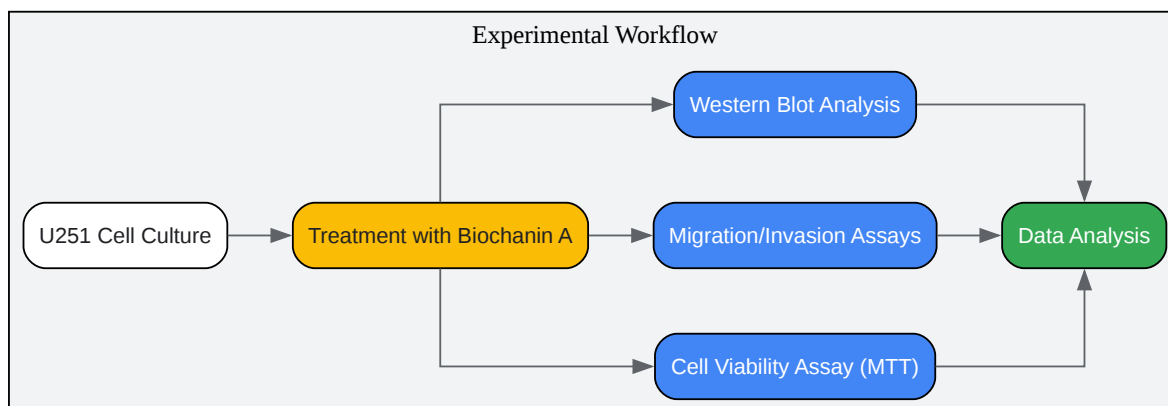 Experimental Workflow
Western Blot Analysis
U251 Cell Culture
Treatment with Biochanin A
Migration/Invasion Assays
Data Analysis
Cell Viability Assay (MTT)